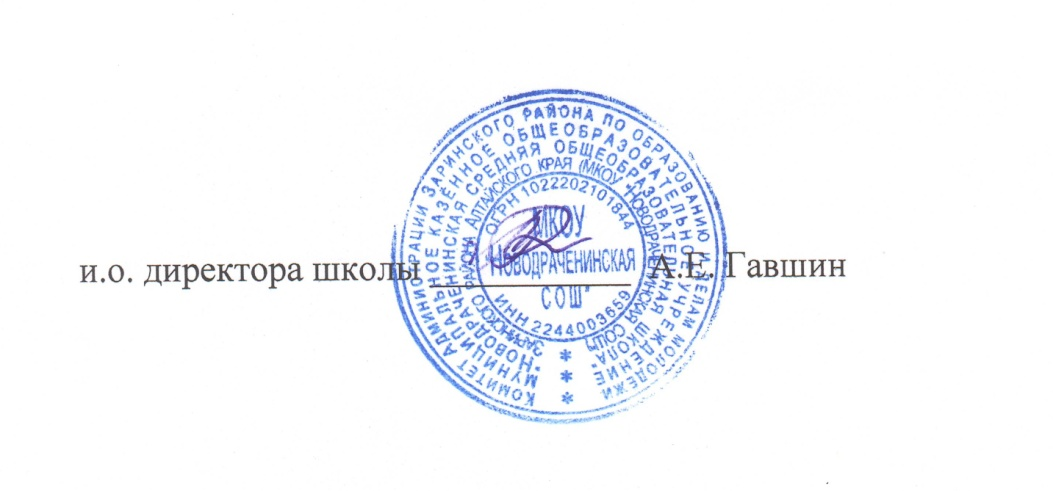 и.о. директора школы ____________ А.Е. Гавшин
КОМИТЕТ АДМИНИСТРАЦИИ ЗАРИНСКОГО РАЙОНА ПО ОБРАЗОВАНИЮ И ДЕЛАМ МОЛОДЕЖИ
МУНИЦИПАЛЬНОЕ КАЗЁННОЕ ОБЩЕОБРАЗОВАТЕЛЬНОЕ УЧРЕЖДЕНИЕ
"НОВОДРАЧЕНИНСКАЯ СРЕДНЯЯ ОБЩЕОБРАЗОВАТЕЛЬНАЯ ШКОЛА"
ЗАРИНСКОГО РАЙОНА АЛТАЙСКОГО КРАЯ (МКОУ "НОВОДРАЧЕНИНСКАЯ СОШ")
ОГРН 1022202101844
МКОУ
"НОВОДРАЧЕНИНСКАЯ
СОШ"
ИНН 2244003659
* * *